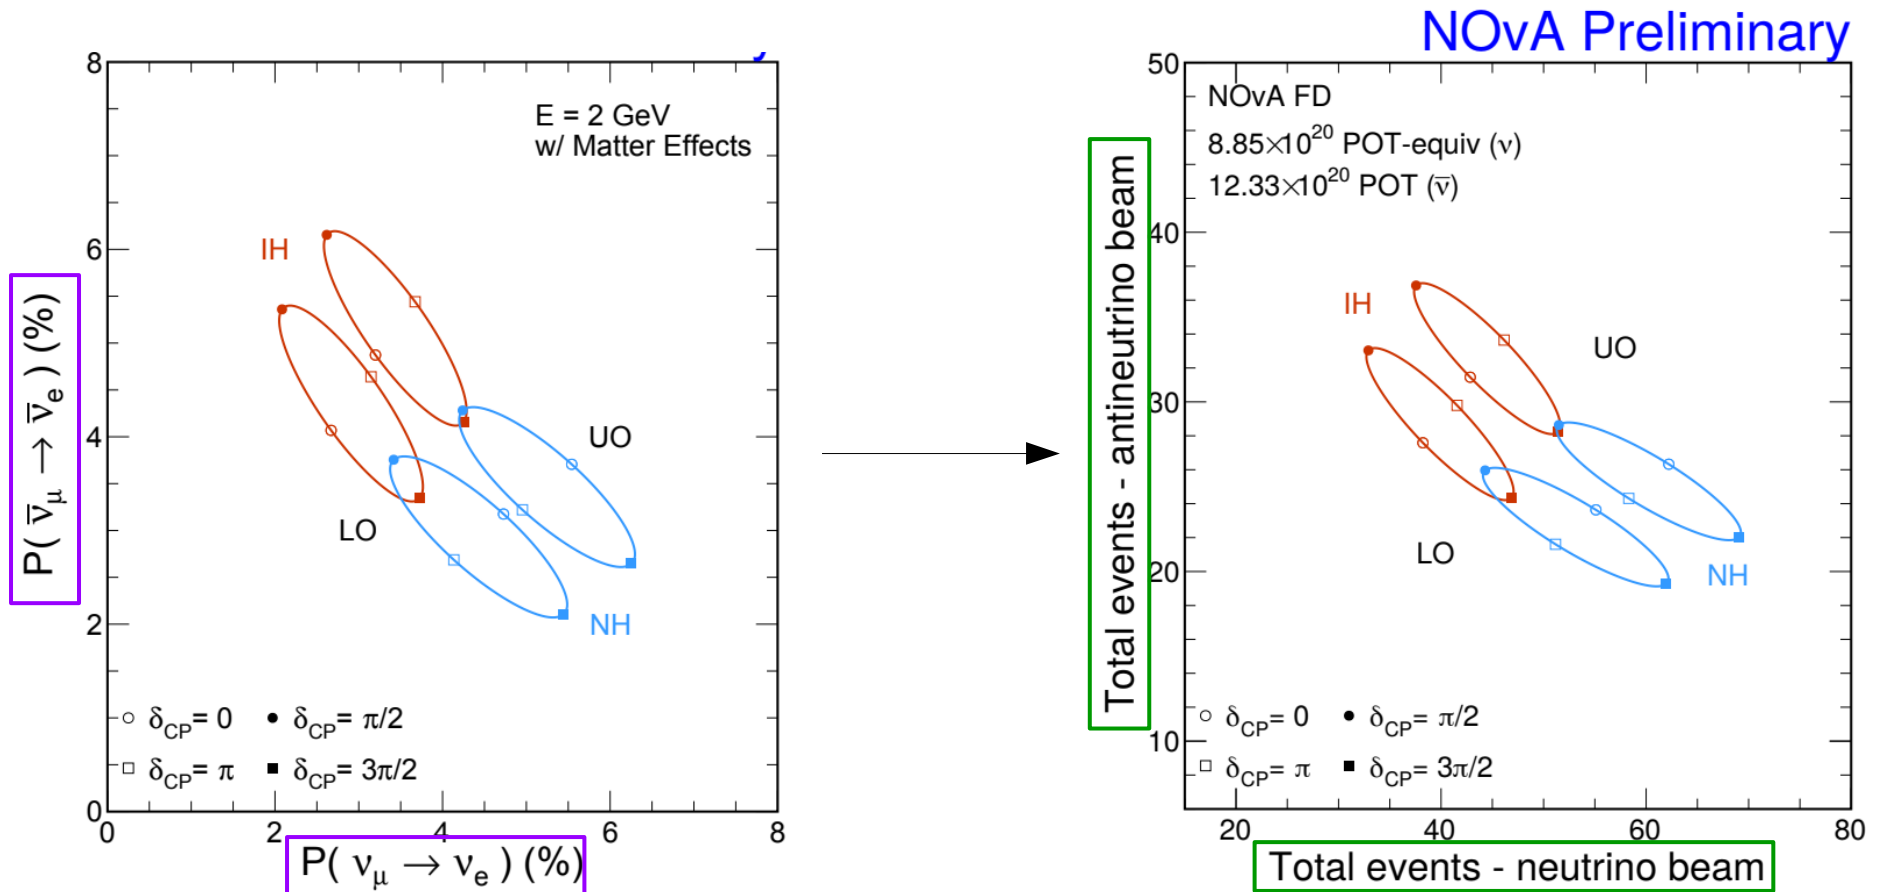 NOvA Preliminary
y
8
6
4
2
0
E = 2 GeV
w/ Matter Effects
IH
UO
LO
NH
○ δCP= 0 ● δCP= π/2
□ δCP= π ■ δCP= 3π/2
0 2 4 6 8
P( νμ → νe ) (%)
P( ν̄μ → ν̄e ) (%)
50
40
30
20
10
NOvA FD
8.85×10²⁰ POT-equiv (ν)
12.33×10²⁰ POT (ν̄)
IH
UO
LO
NH
○ δCP= 0 ● δCP= π/2
□ δCP= π ■ δCP= 3π/2
20 40 60 80
Total events - neutrino beam
Total events - antineutrino beam